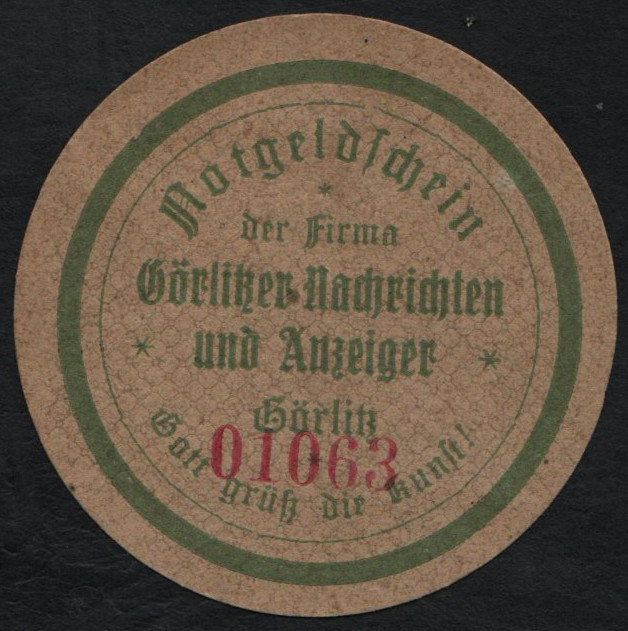 Notgeldschein
*
der Firma
Görlitzer Nachrichten
* und Anzeiger *
Görlitz
01063
Gott grüß die Kunst!